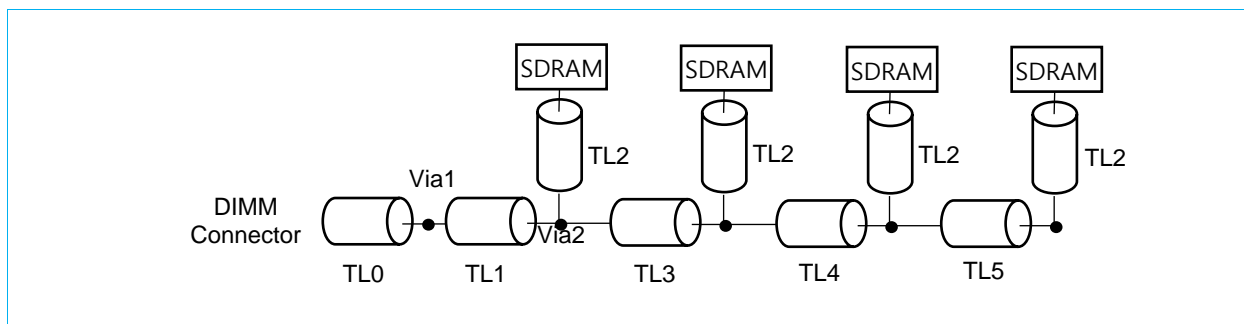 SDRAM SDRAM SDRAM SDRAM
TL2 TL2 TL2 TL2
Via1
DIMM
Connector
Via2
TL0 TL1 TL3 TL4 TL5